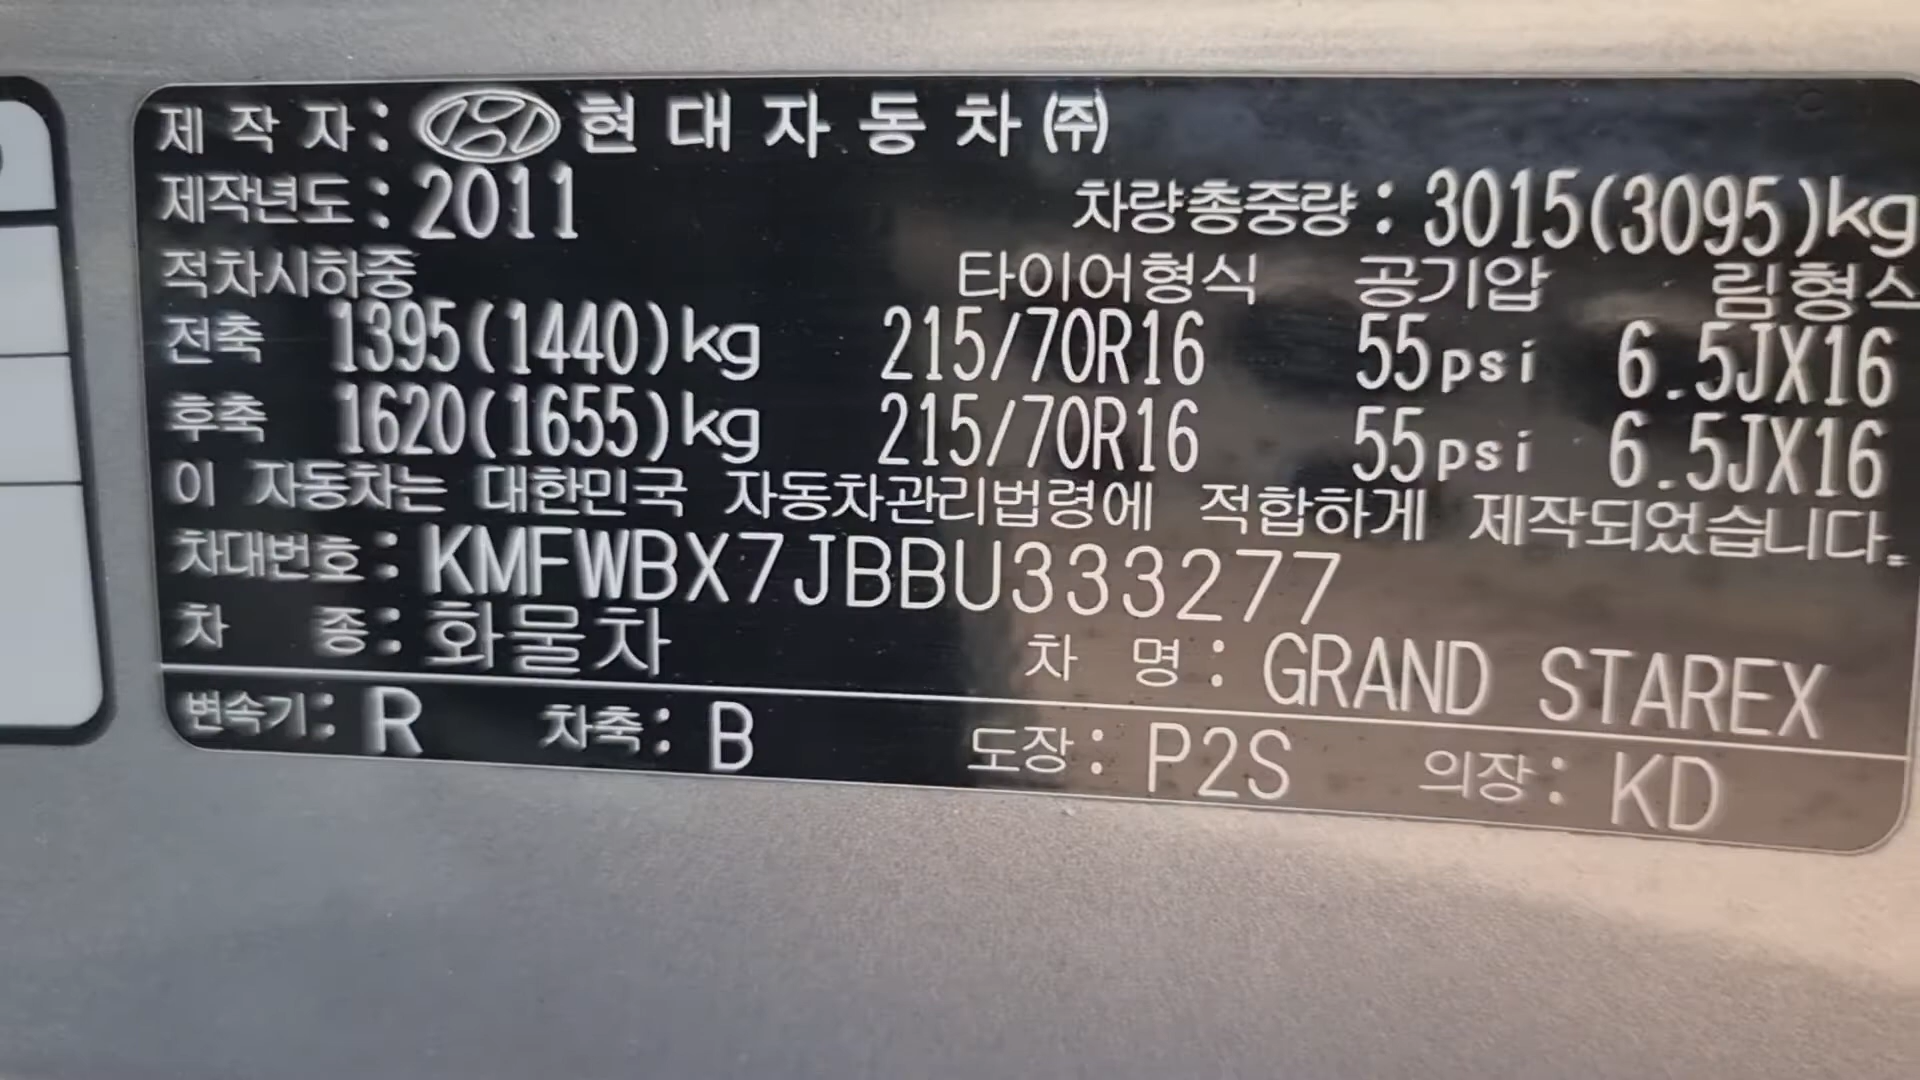 제 작 자 : 현 대 자 동 차 ㈜
제작년도 : 2011 차량총중량 : 3015(3095)kg
적차시하중 타이어형식 공기압 림형스
전축 1395(1440)kg 215/70R16 55psi 6.5JX16
후축 1620(1655)kg 215/70R16 55psi 6.5JX16
이 자동차는 대한민국 자동차관리법령에 적합하게 제작되었습니다.
차대번호 : KMFWBX7JBBU333277
차 종 : 화물차 차 명 : GRAND STAREX
변속기 : R 차축 : B 도장 : P2S 의장 : KD